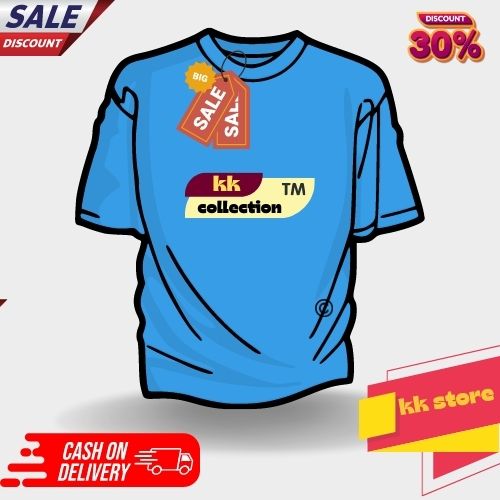 SALE
DISCOUNT
DISCOUNT
30%
BIG
SALE
SALE
kk
TM
collection
©
kk store
CASH ON
DELIVERY